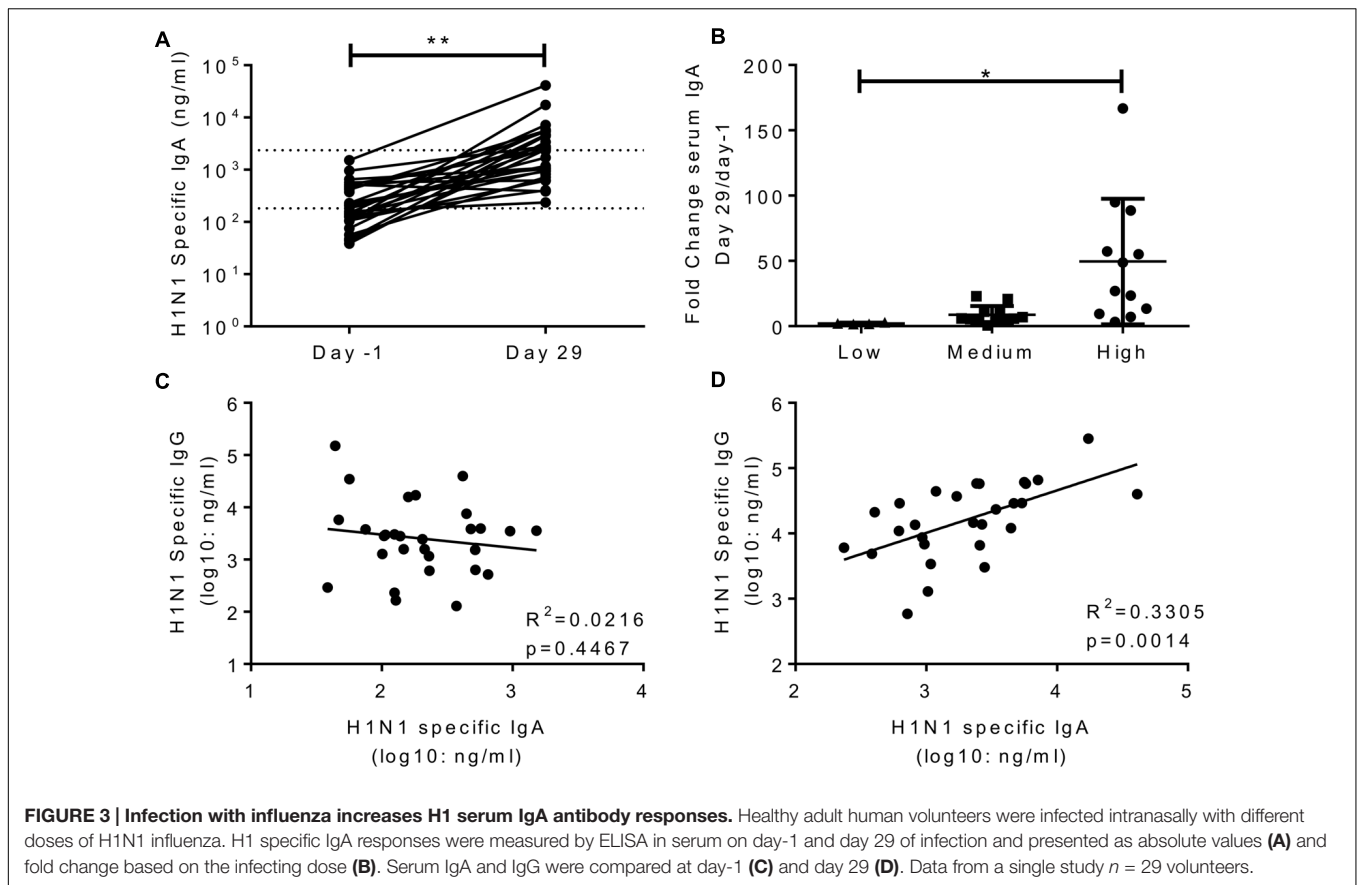 A
**
H1N1 Specific IgA (ng/ml)
10^5
10^4
10^3
10^2
10^1
10^0
Day -1 Day 29
B
*
Fold Change serum IgA
Day 29/day-1
200
150
100
50
0
Low Medium High
C
H1N1 Specific IgG
(log10: ng/ml)
6
5
4
3
2
1
R^2=0.0216
p=0.4467
1 2 3 4
H1N1 specific IgA
(log10: ng/ml)
D
H1N1 Specific IgG
(log10: ng/ml)
6
5
4
3
2
R^2=0.3305
p=0.0014
2 3 4 5
H1N1 specific IgA
(log10: ng/ml)
FIGURE 3 | Infection with influenza increases H1 serum IgA antibody responses. Healthy adult human volunteers were infected intranasally with different
doses of H1N1 influenza. H1 specific IgA responses were measured by ELISA in serum on day-1 and day 29 of infection and presented as absolute values (A) and
fold change based on the infecting dose (B). Serum IgA and IgG were compared at day-1 (C) and day 29 (D). Data from a single study n = 29 volunteers.